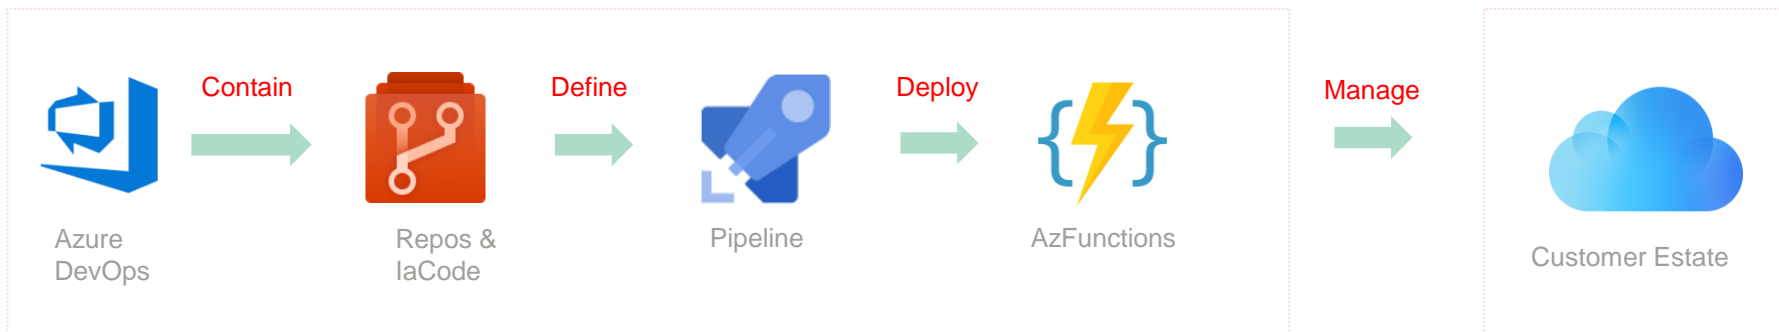 Contain
Define
Deploy
Manage
Azure
DevOps
Repos &
IaCode
Pipeline
AzFunctions
Customer Estate